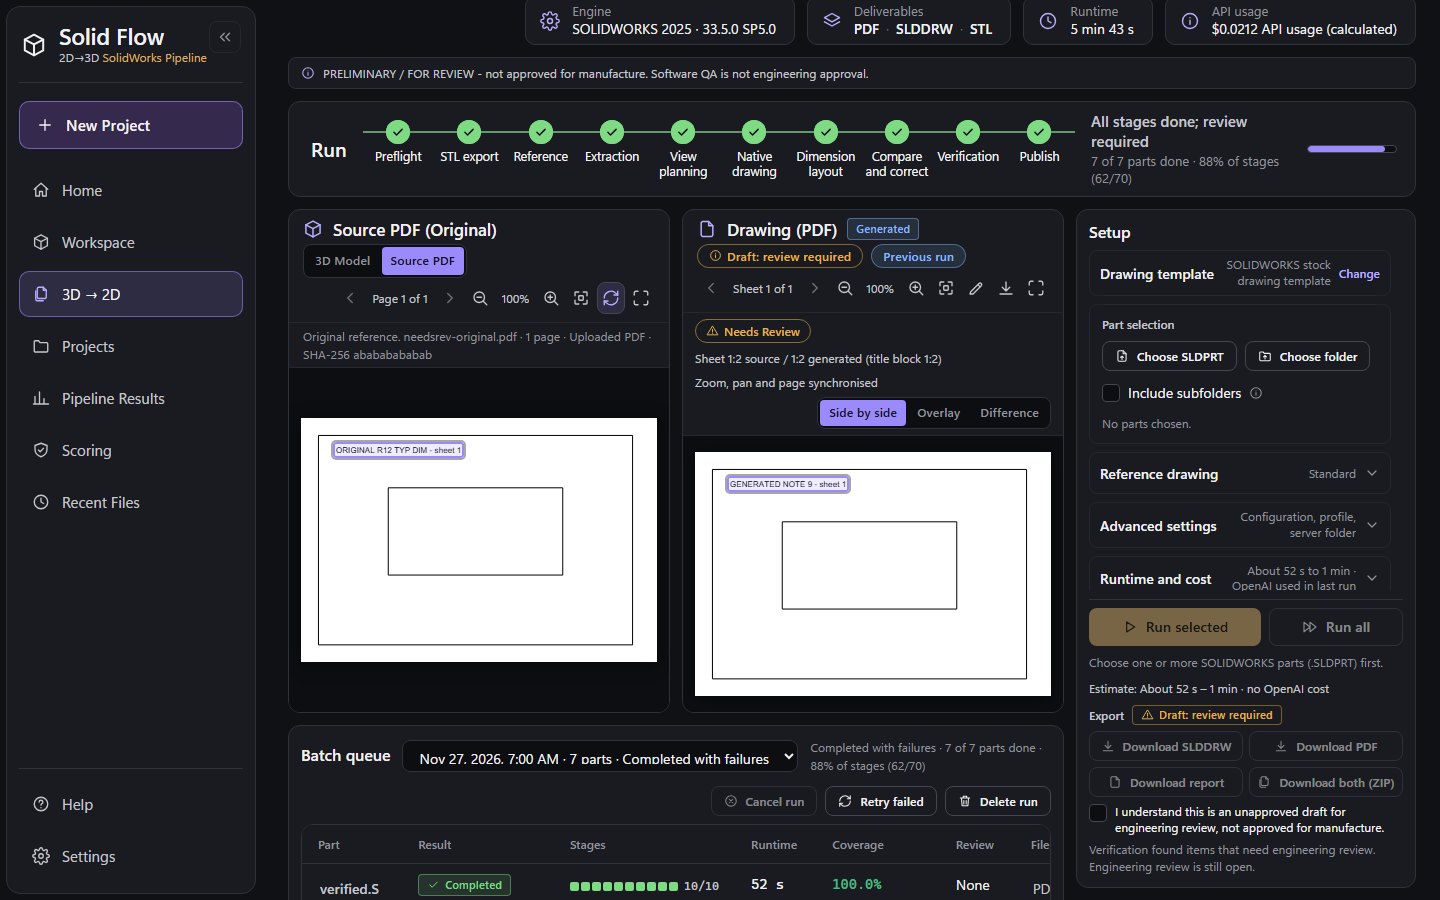 Solid Flow
2D→3D SolidWorks Pipeline
New Project
Home
Workspace
3D → 2D
Projects
Pipeline Results
Scoring
Recent Files
Help
Settings
Engine
SOLIDWORKS 2025 · 33.5.0 SP5.0
Deliverables
PDF · SLDDRW · STL
Runtime
5 min 43 s
API usage
$0.0212 API usage (calculated)
PRELIMINARY / FOR REVIEW - not approved for manufacture. Software QA is not engineering approval.
Run
Preflight
STL export
Reference
Extraction
View
planning
Native
drawing
Dimension
layout
Compare
and correct
Verification
Publish
All stages done; review
required
7 of 7 parts done · 88% of stages
(62/70)
Source PDF (Original)
3D Model
Source PDF
Page 1 of 1
100%
Original reference. needsrev-original.pdf · 1 page · Uploaded PDF ·
SHA-256 abababababab
ORIGINAL R12 TYP DIM - sheet 1
Drawing (PDF)
Generated
Draft: review required
Previous run
Sheet 1 of 1
100%
Needs Review
Sheet 1:2 source / 1:2 generated (title block 1:2)
Zoom, pan and page synchronised
Side by side
Overlay
Difference
GENERATED NOTE 9 - sheet 1
Batch queue
Nov 27, 2026, 7:00 AM · 7 parts · Completed with failures
Completed with failures · 7 of 7 parts done ·
88% of stages (62/70)
Cancel run
Retry failed
Delete run
Part
Result
Stages
Runtime
Coverage
Review
File
verified.S
Completed
10/10
52 s
100.0%
None
PD
Setup
Drawing template
SOLIDWORKS stock
drawing template
Change
Part selection
Choose SLDPRT
Choose folder
Include subfolders
No parts chosen.
Reference drawing
Standard
Advanced settings
Configuration, profile,
server folder
Runtime and cost
About 52 s to 1 min ·
OpenAI used in last run
Run selected
Run all
Choose one or more SOLIDWORKS parts (.SLDPRT) first.
Estimate: About 52 s – 1 min · no OpenAI cost
Export
Draft: review required
Download SLDDRW
Download PDF
Download report
Download both (ZIP)
I understand this is an unapproved draft for
engineering review, not approved for manufacture.
Verification found items that need engineering review.
Engineering review is still open.